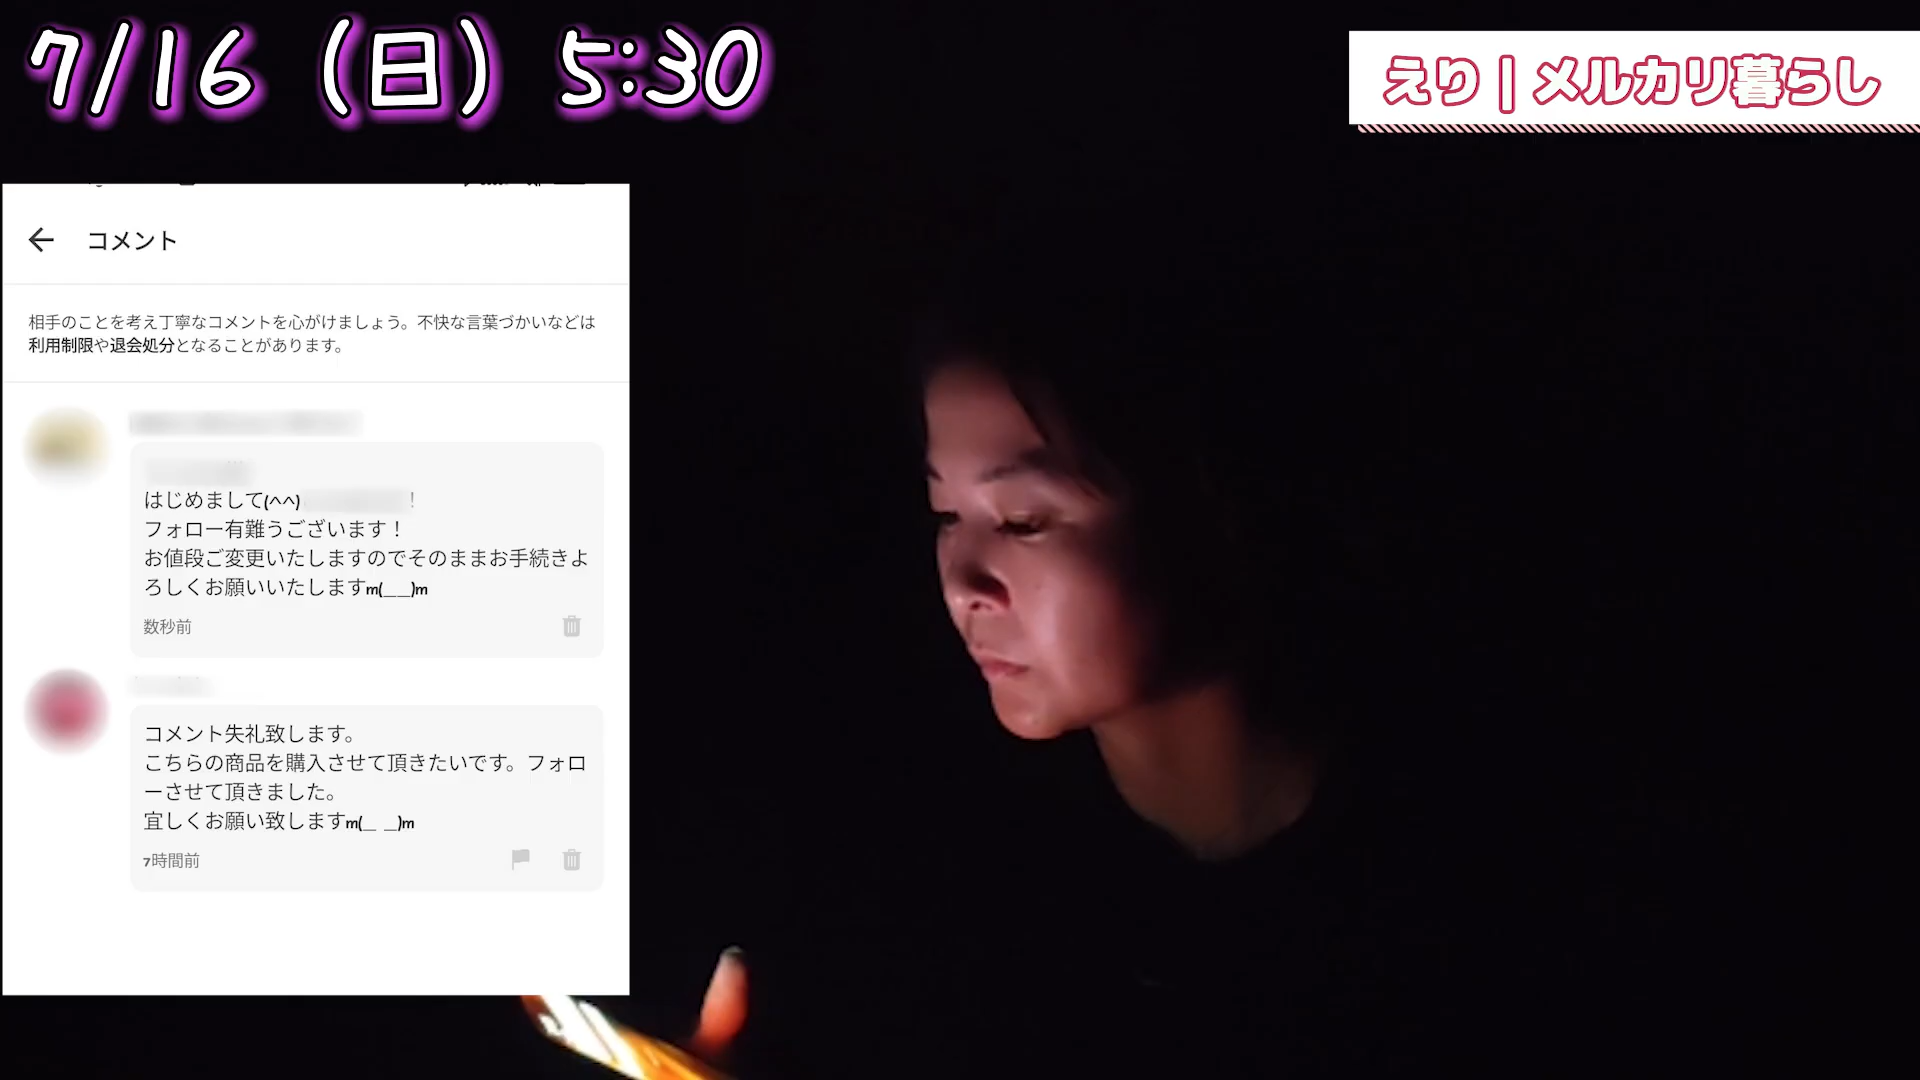 7/16（日）5:30
えり | メルカリ暮らし
コメント
相手のことを考え丁寧なコメントを心がけましょう。不快な言葉づかいなどは
利用制限や退会処分となることがあります。
はじめまして(^^)！
フォロー有難うございます！
お値段ご変更いたしますのでそのままお手続きよ
ろしくお願いいたしますm(__)m
数秒前
コメント失礼致します。
こちらの商品を購入させて頂きたいです。フォロ
ーさせて頂きました。
宜しくお願い致しますm(_ _)m
7時間前